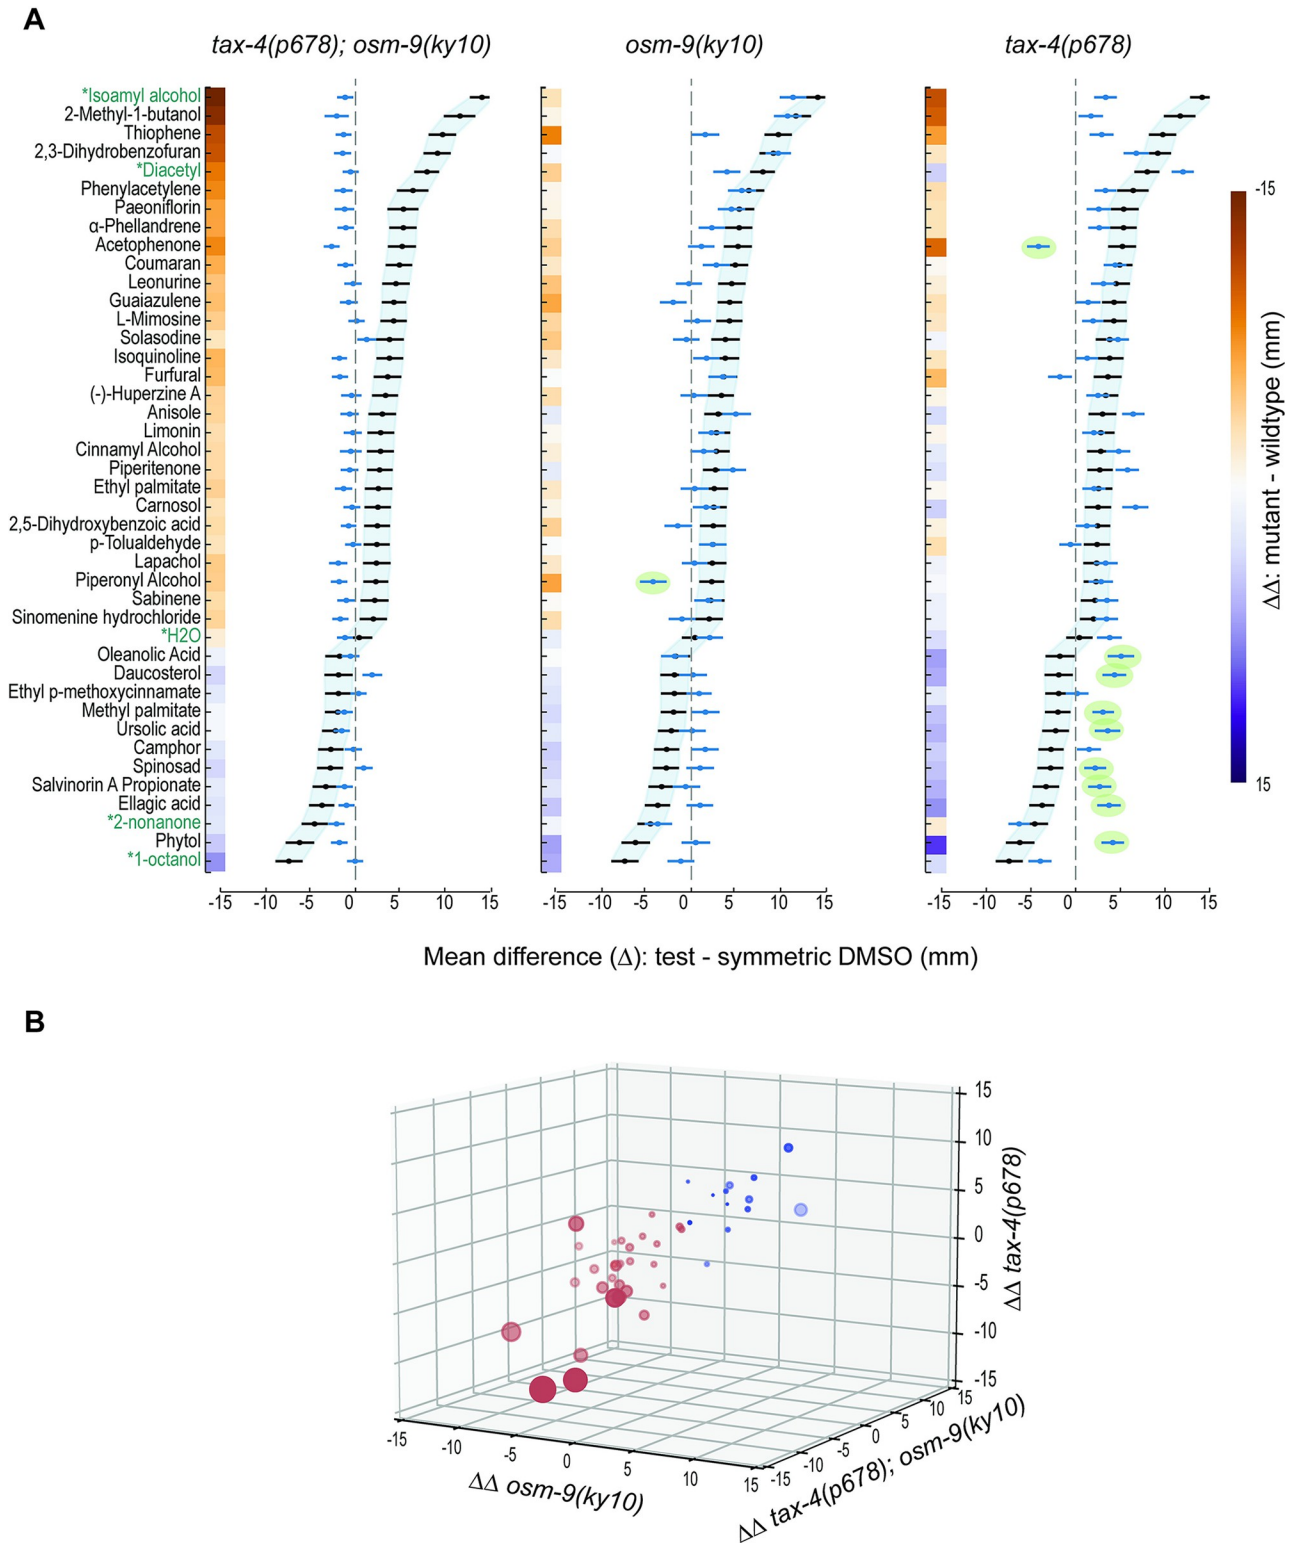 A
tax-4(p678); osm-9(ky10)
osm-9(ky10)
tax-4(p678)
*Isoamyl alcohol
2-Methyl-1-butanol
Thiophene
2,3-Dihydrobenzofuran
*Diacetyl
Phenylacetylene
Paeoniflorin
α-Phellandrene
Acetophenone
Coumaran
Leonurine
Guaiazulene
L-Mimosine
Solasodine
Isoquinoline
Furfural
(-)-Huperzine A
Anisole
Limonin
Cinnamyl Alcohol
Piperitenone
Ethyl palmitate
Carnosol
2,5-Dihydroxybenzoic acid
p-Tolualdehyde
Lapachol
Piperonyl Alcohol
Sabinene
Sinomenine hydrochloride
*H2O
Oleanolic Acid
Daucosterol
Ethyl p-methoxycinnamate
Methyl palmitate
Ursolic acid
Camphor
Spinosad
Salvinorin A Propionate
Ellagic acid
*2-nonanone
Phytol
*1-octanol
-15 -10 -5 0 5 10 15
-15 -10 -5 0 5 10 15
-15 -10 -5 0 5 10 15
-15
15
ΔΔ: mutant - wildtype (mm)
Mean difference (Δ): test - symmetric DMSO (mm)
B
15
10
5
0
-5
-10
-15
ΔΔ tax-4(p678)
-15 -10 -5 0 5 10 15
ΔΔ osm-9(ky10)
-15 -10 -5 0 5 10 15
ΔΔ tax-4(p678); osm-9(ky10)